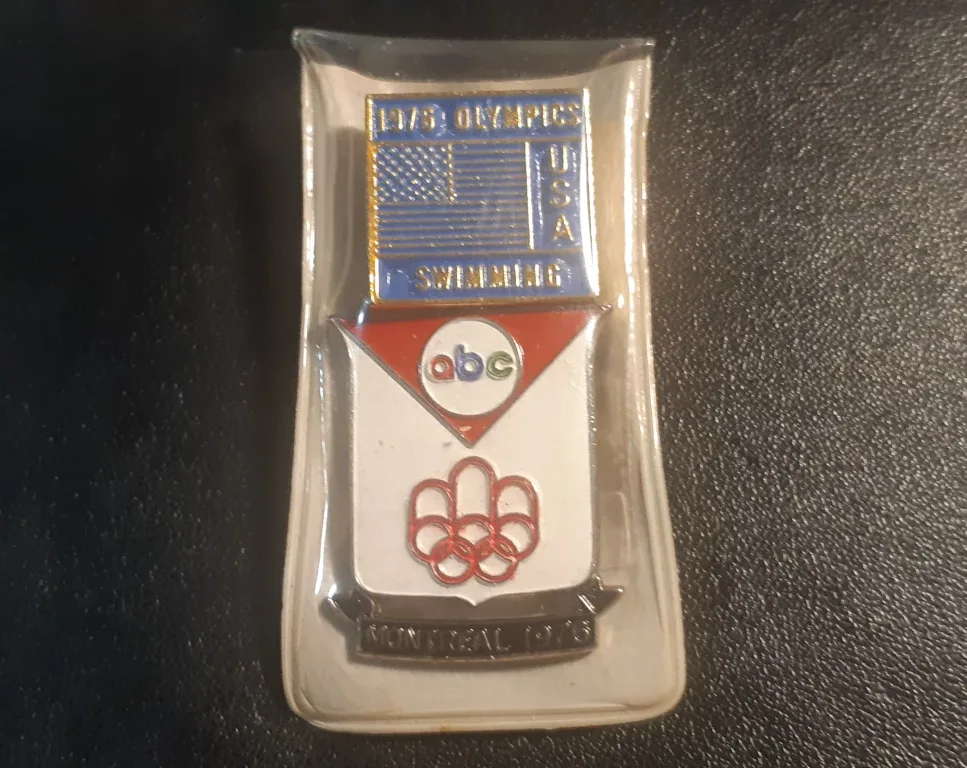 1976 OLYMPICS
USA
SWIMMING
abc
MONTREAL 1976